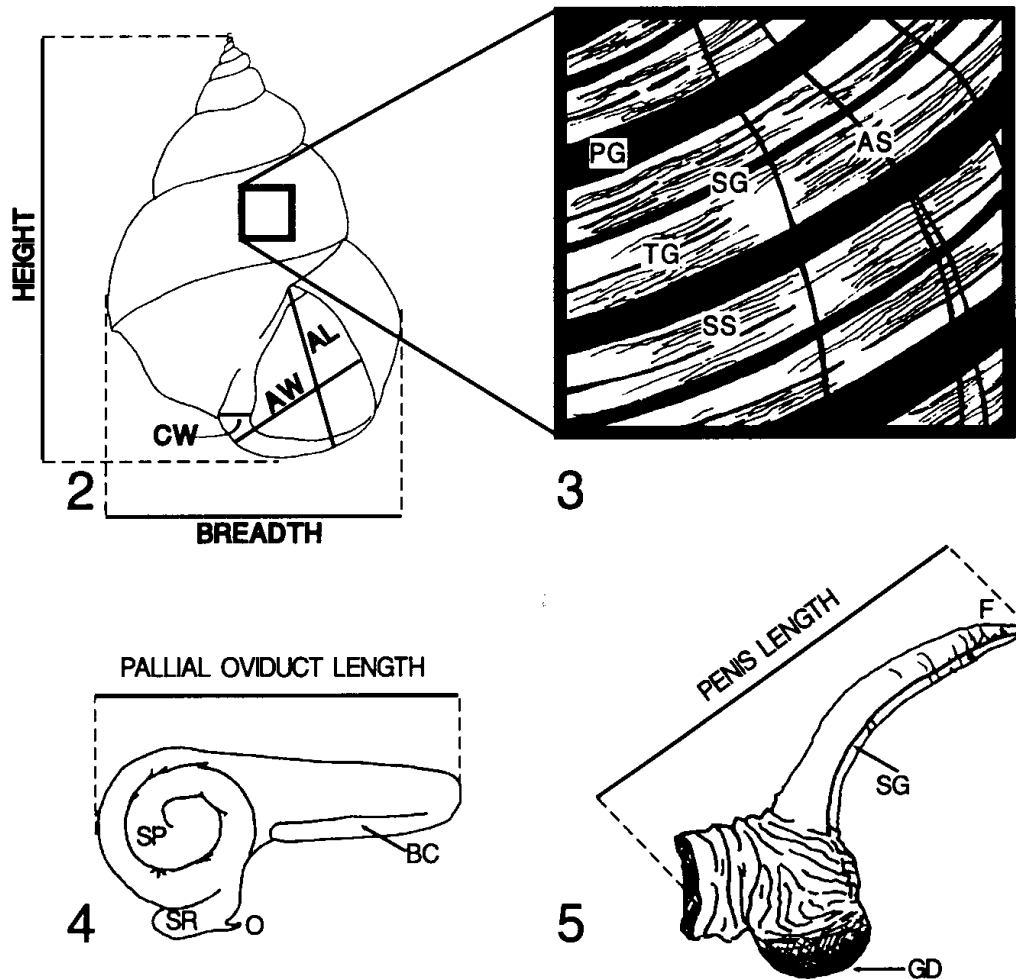 HEIGHT
AL
AW
CW
2
BREADTH
PG
AS
SG
TG
SS
3
PALLIAL OVIDUCT LENGTH
SP
BC
SR
O
4
PENIS LENGTH
F
SG
5
GD